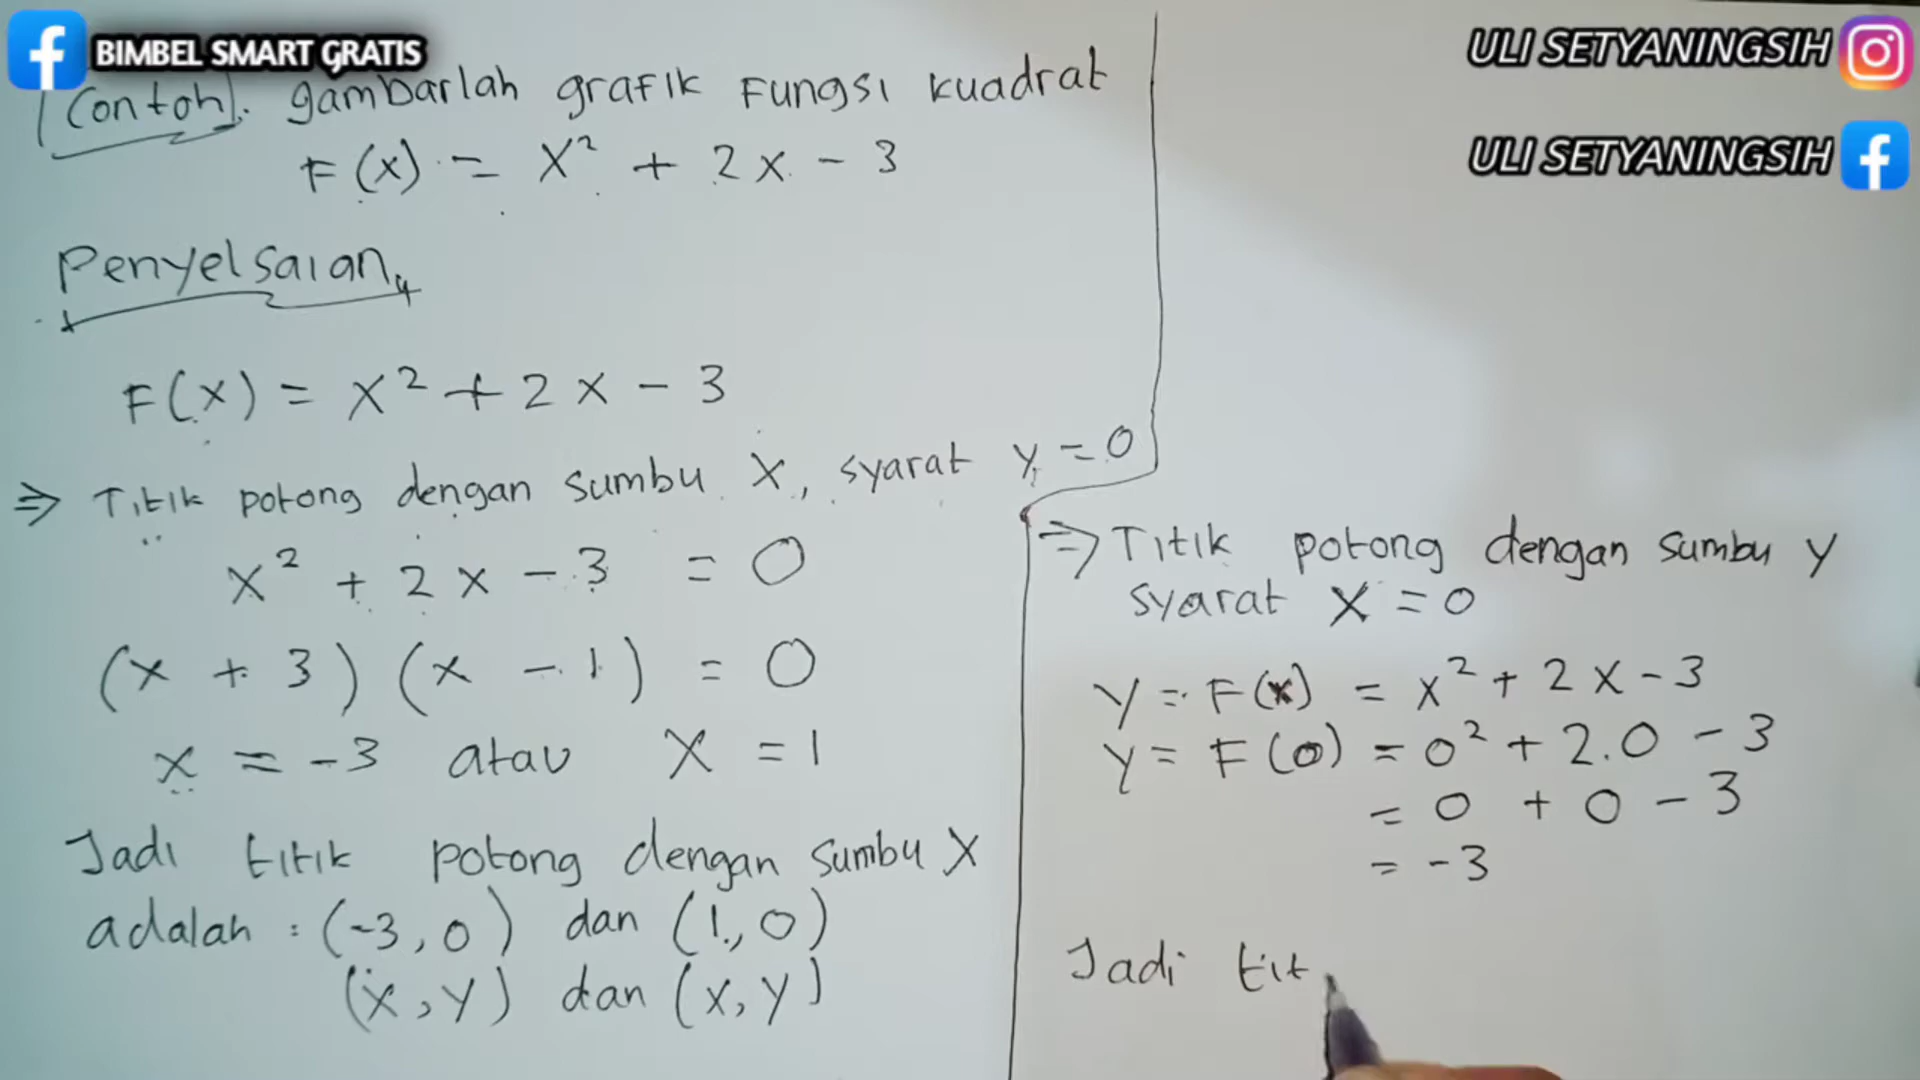 BIMBEL SMART GRATIS
ULI SETYANINGSIH
ULI SETYANINGSIH
Contoh. gambarlah grafik Fungsi kuadrat
F(x) = x² + 2x - 3
Penyelsaian
F(x) = x² + 2x - 3
⇒ Titik potong dengan sumbu X, syarat y = 0
x² + 2x - 3 = 0
(x + 3) (x - 1) = 0
x = -3 atau X = 1
Jadi titik potong dengan sumbu X
adalah : (-3, 0) dan (1, 0)
(x, y) dan (x, y)
⇒ Titik potong dengan sumbu y
syarat X = 0
y = F(x) = x² + 2x - 3
y = F(0) = 0² + 2.0 - 3
= 0 + 0 - 3
= -3
Jadi tit